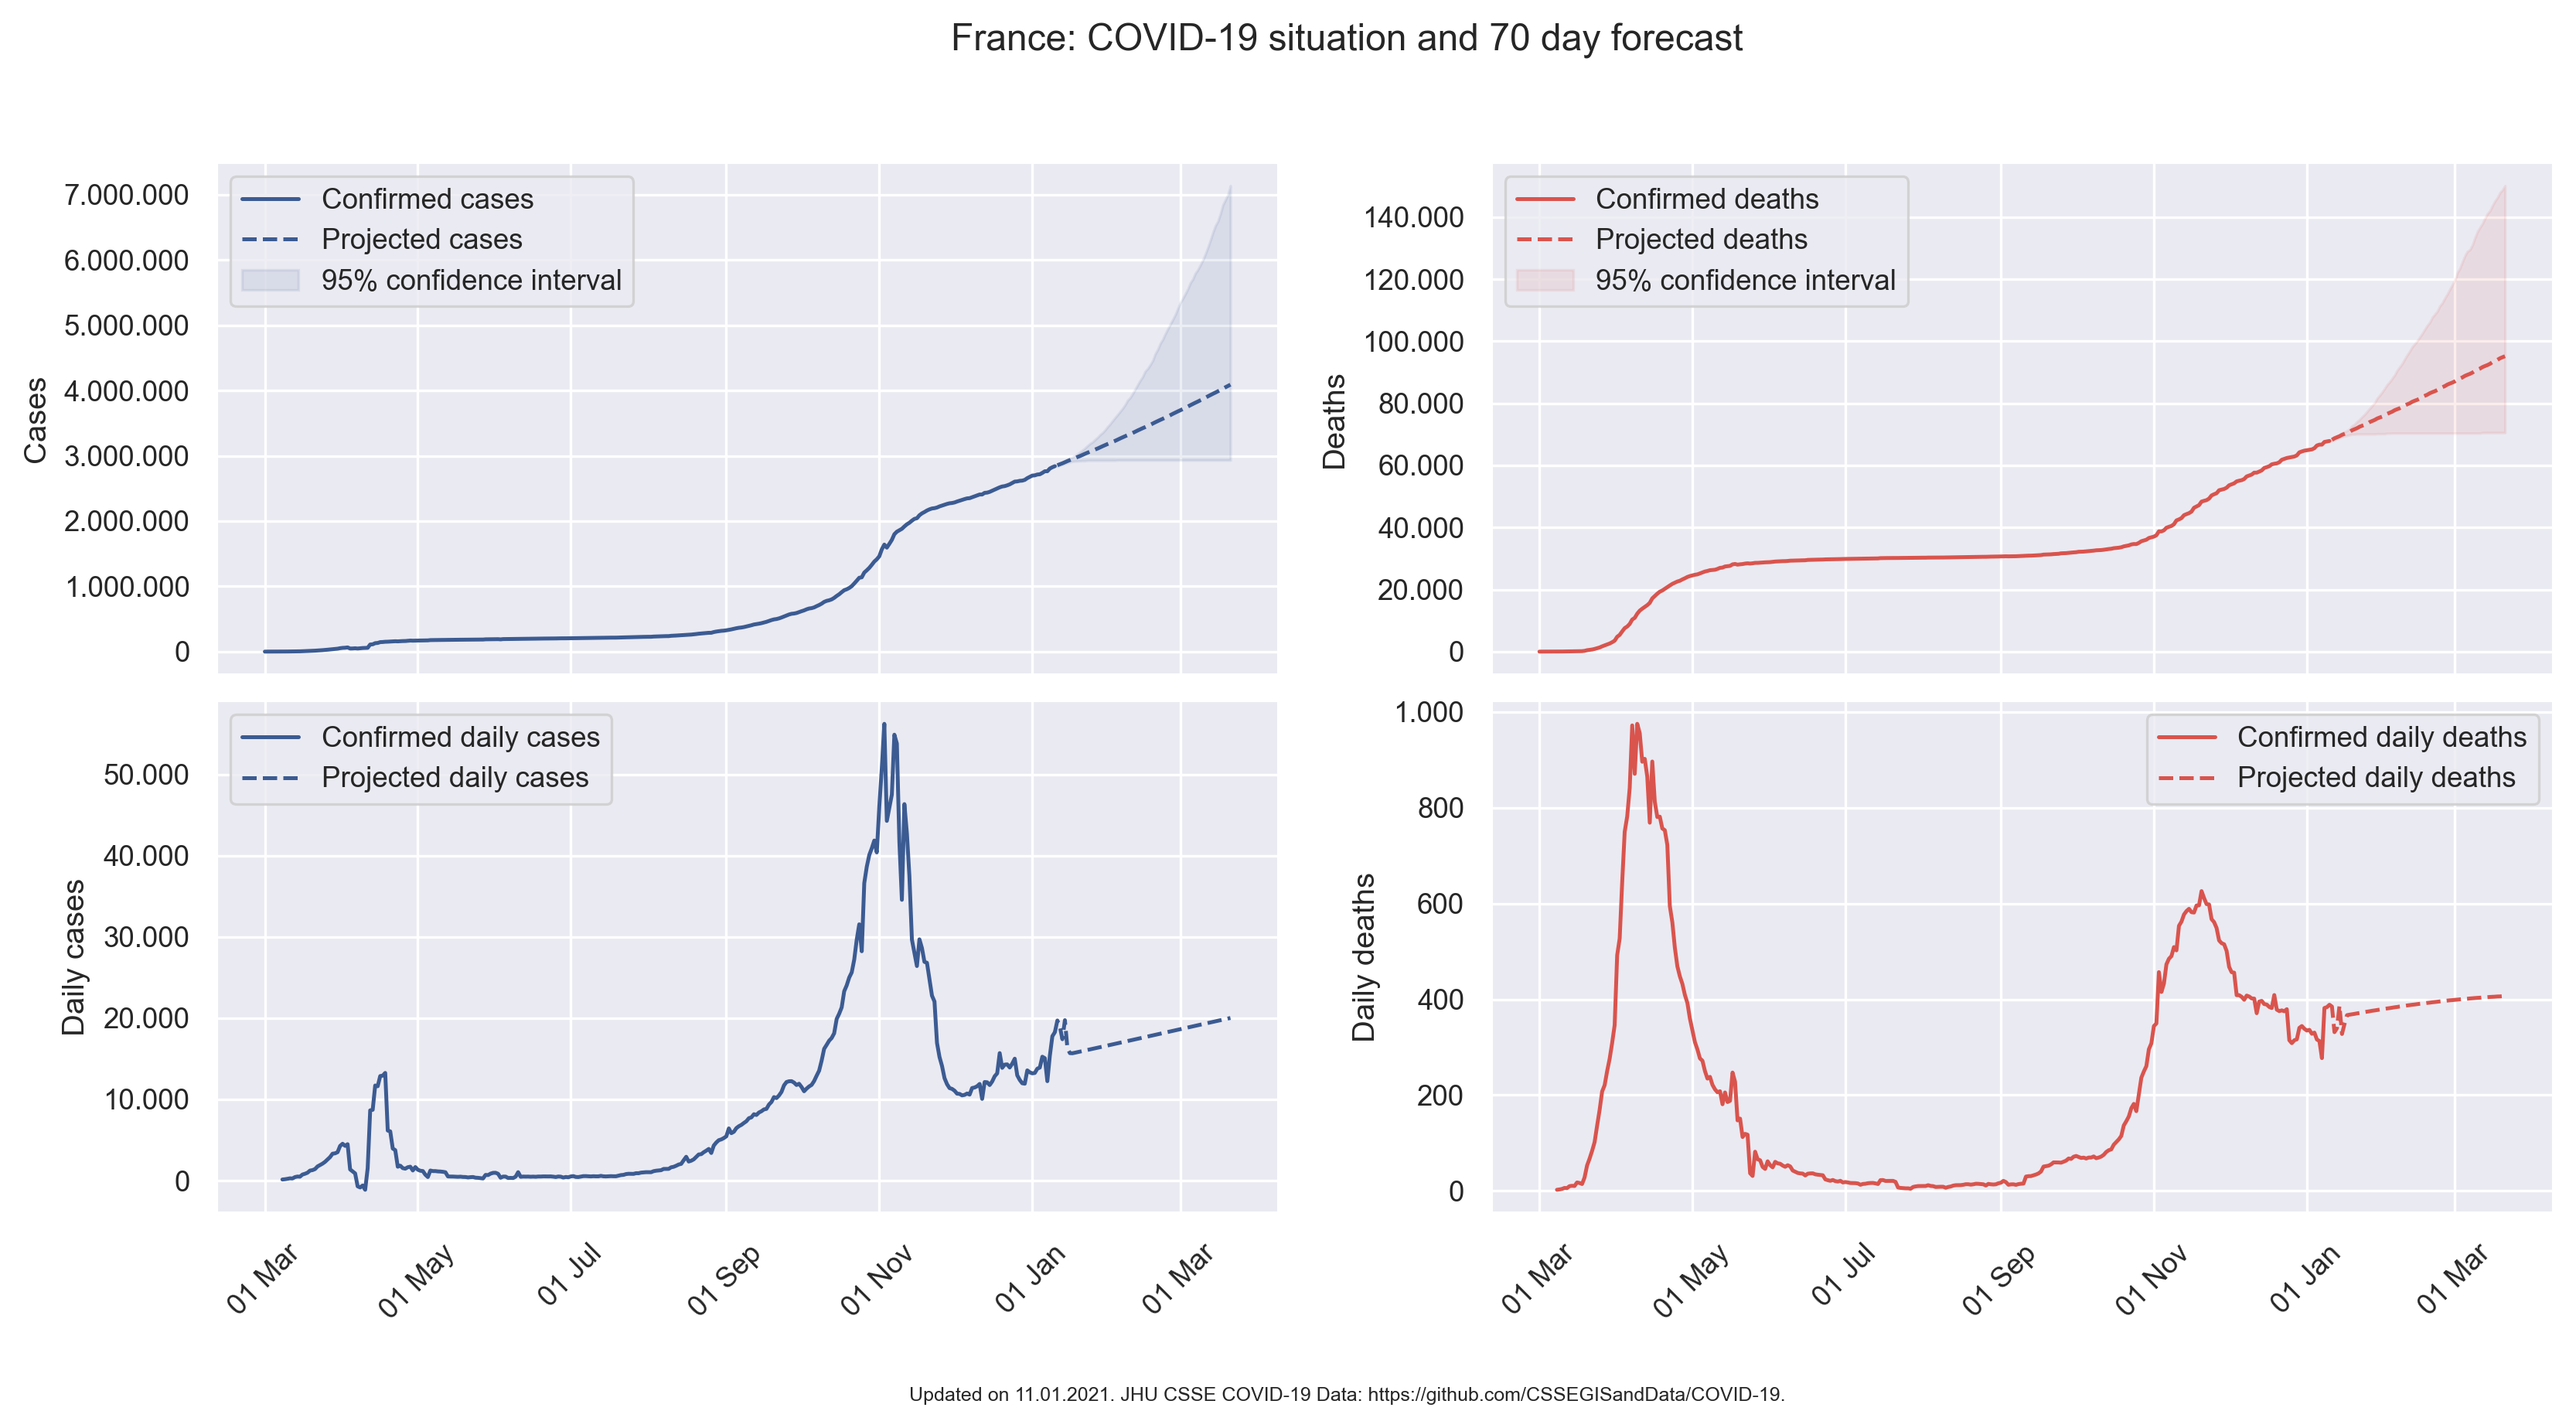 France: COVID-19 situation and 70 day forecast
Cases
7.000.000
6.000.000
5.000.000
4.000.000
3.000.000
2.000.000
1.000.000
0
Confirmed cases
Projected cases
95% confidence interval
Deaths
140.000
120.000
100.000
80.000
60.000
40.000
20.000
0
Confirmed deaths
Projected deaths
95% confidence interval
Daily cases
50.000
40.000
30.000
20.000
10.000
0
Confirmed daily cases
Projected daily cases
01 Mar
01 May
01 Jul
01 Sep
01 Nov
01 Jan
01 Mar
Daily deaths
1.000
800
600
400
200
0
Confirmed daily deaths
Projected daily deaths
01 Mar
01 May
01 Jul
01 Sep
01 Nov
01 Jan
01 Mar
Updated on 11.01.2021. JHU CSSE COVID-19 Data: https://github.com/CSSEGISandData/COVID-19.